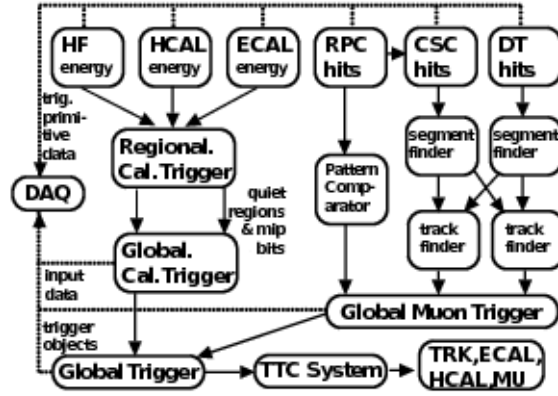 HF
energy
HCAL
energy
ECAL
energy
RPC
hits
CSC
hits
DT
hits
trig.
primi-
tive
data
segment
finder
segment
finder
Regional.
Cal. Trigger
Pattern
Comp-
arator
DAQ
quiet
regions
& mip
bits
Global.
Cal. Trigger
track
finder
track
finder
input
data
Global Muon Trigger
trigger
objects
Global Trigger
TTC System
TRK,ECAL,
HCAL,MU